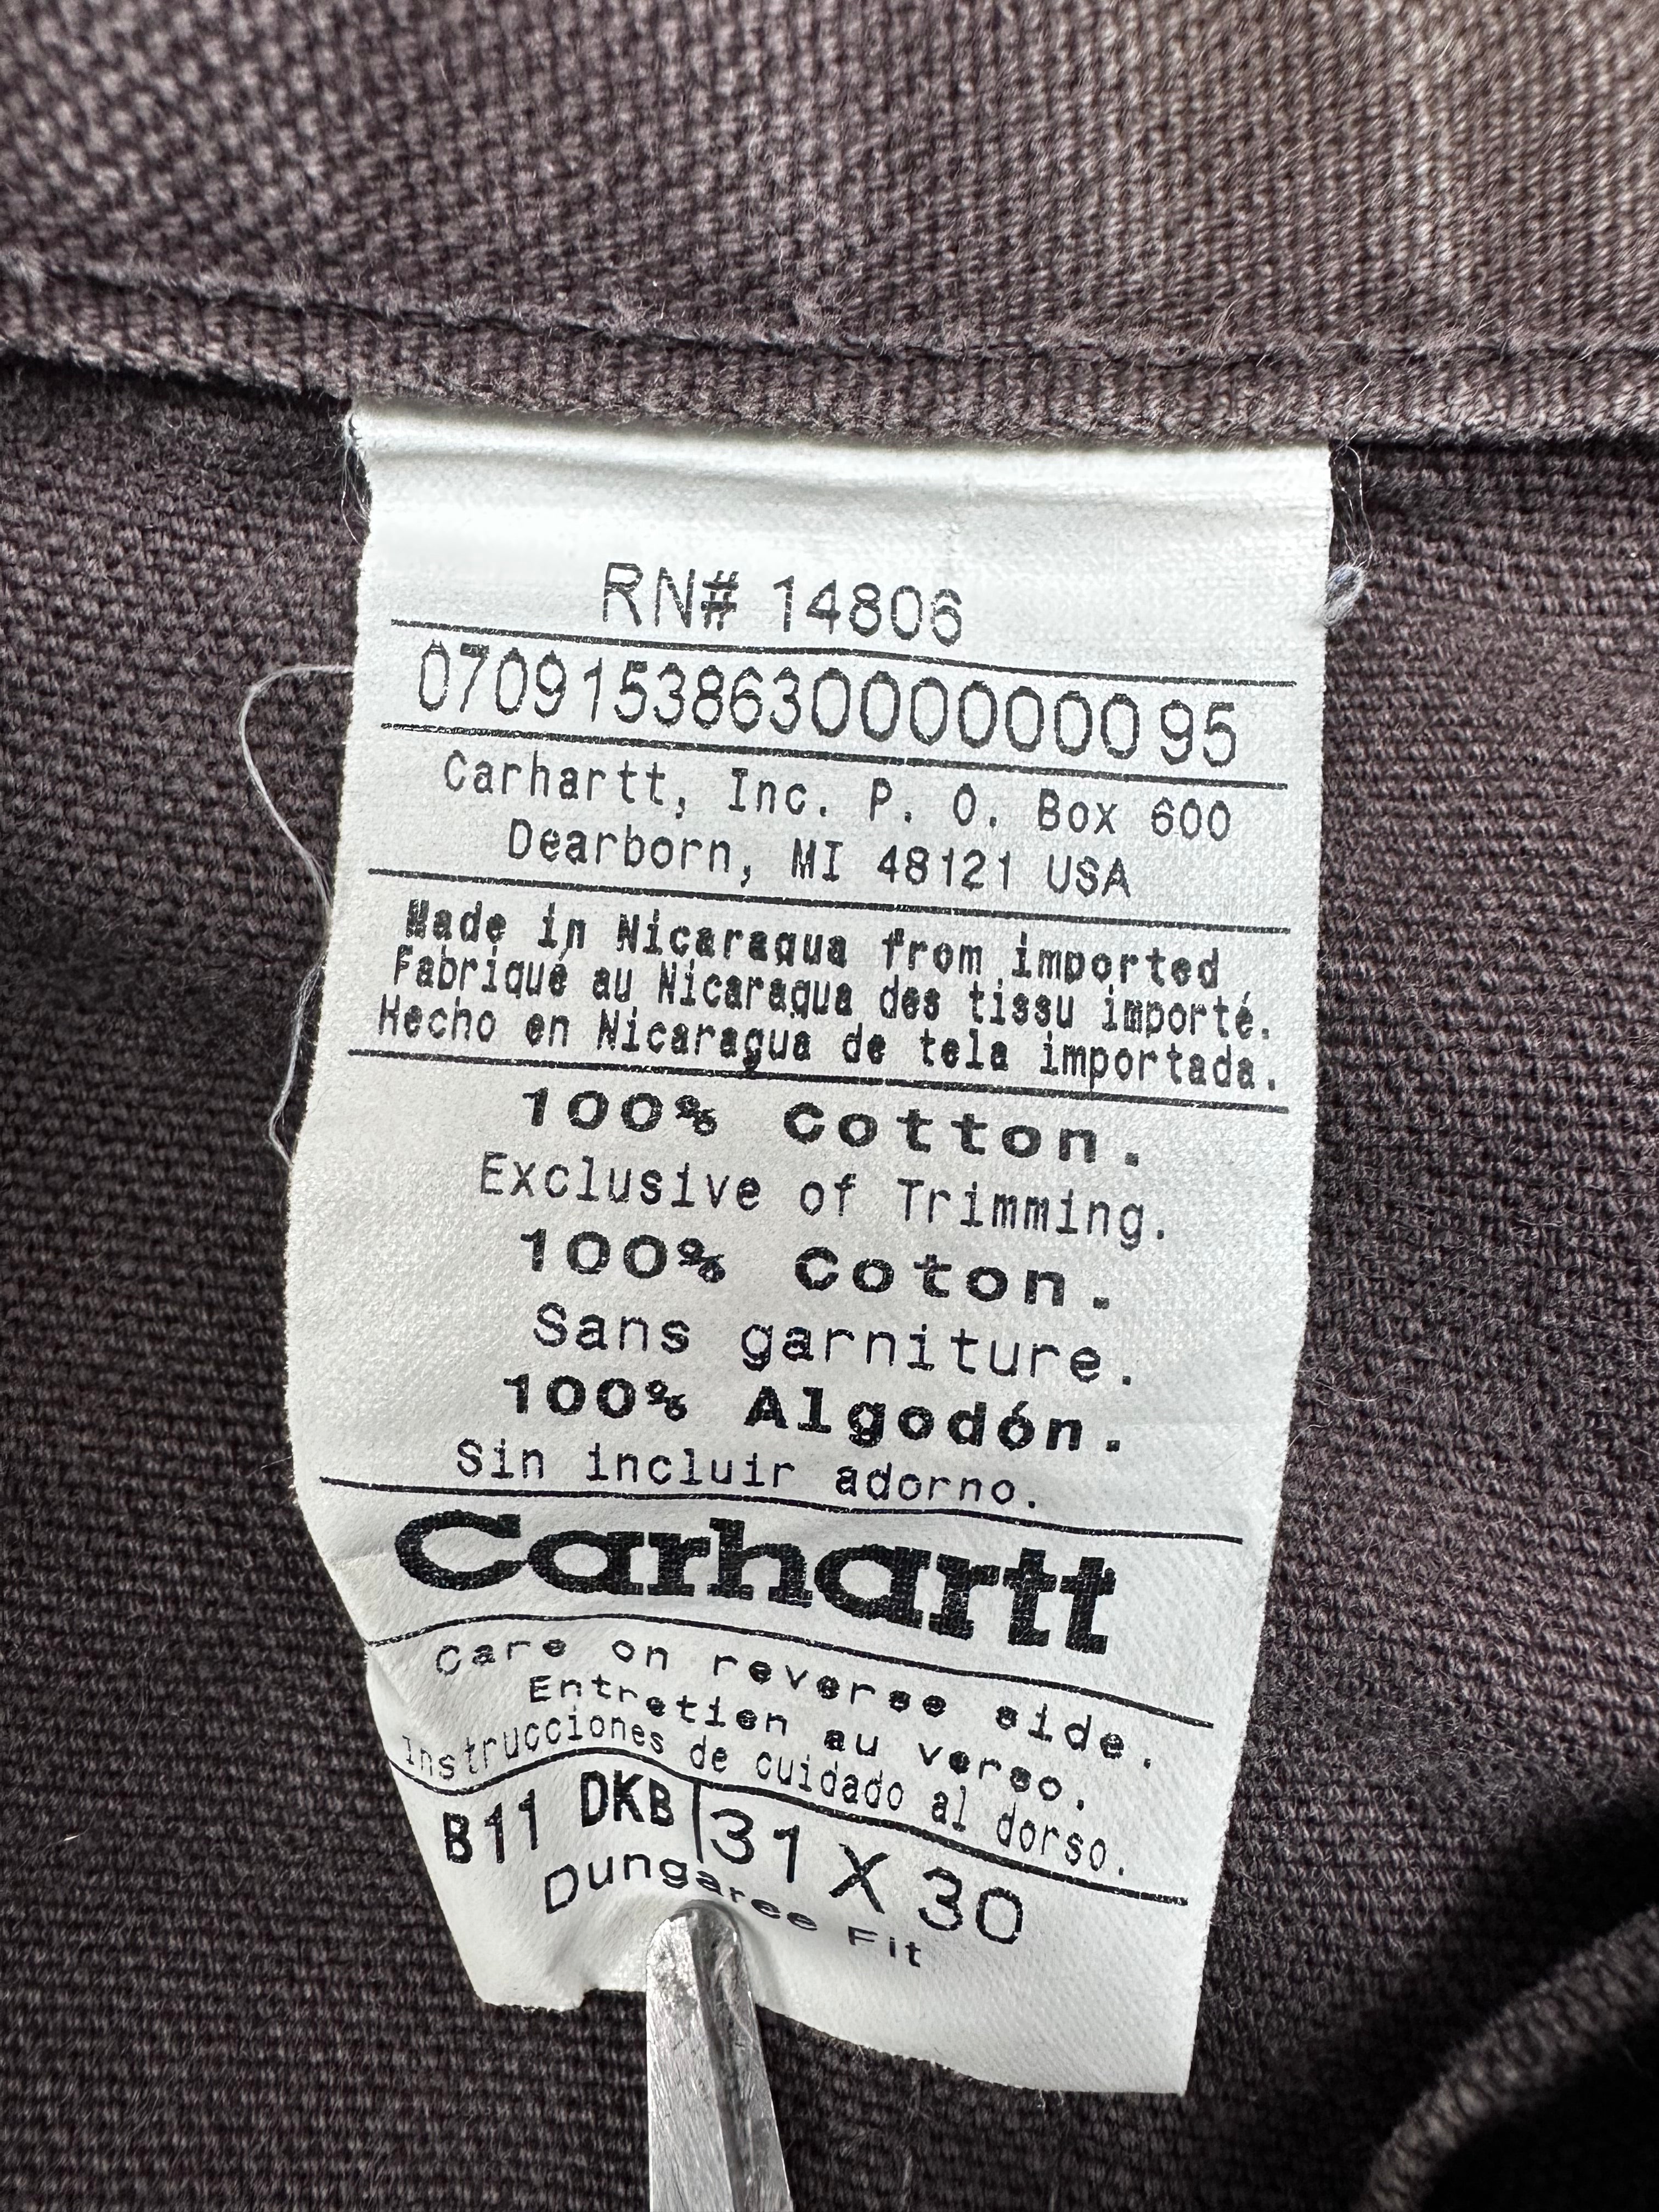 RN# 14806
0709153863000000095
Carhartt, Inc. P. O. Box 600
Dearborn, MI 48121 USA
Made in Nicaragua from imported
Fabriqué au Nicaragua des tissu importé.
Hecho en Nicaragua de tela importada.
100% Cotton.
Exclusive of Trimming.
100% Coton.
Sans garniture.
100% Algodón.
Sin incluir adorno.
Carhartt
Care on reverse side.
Entretien au verso.
Instrucciones de cuidado al dorso.
B11 DKB 31 X 30
Dungaree Fit